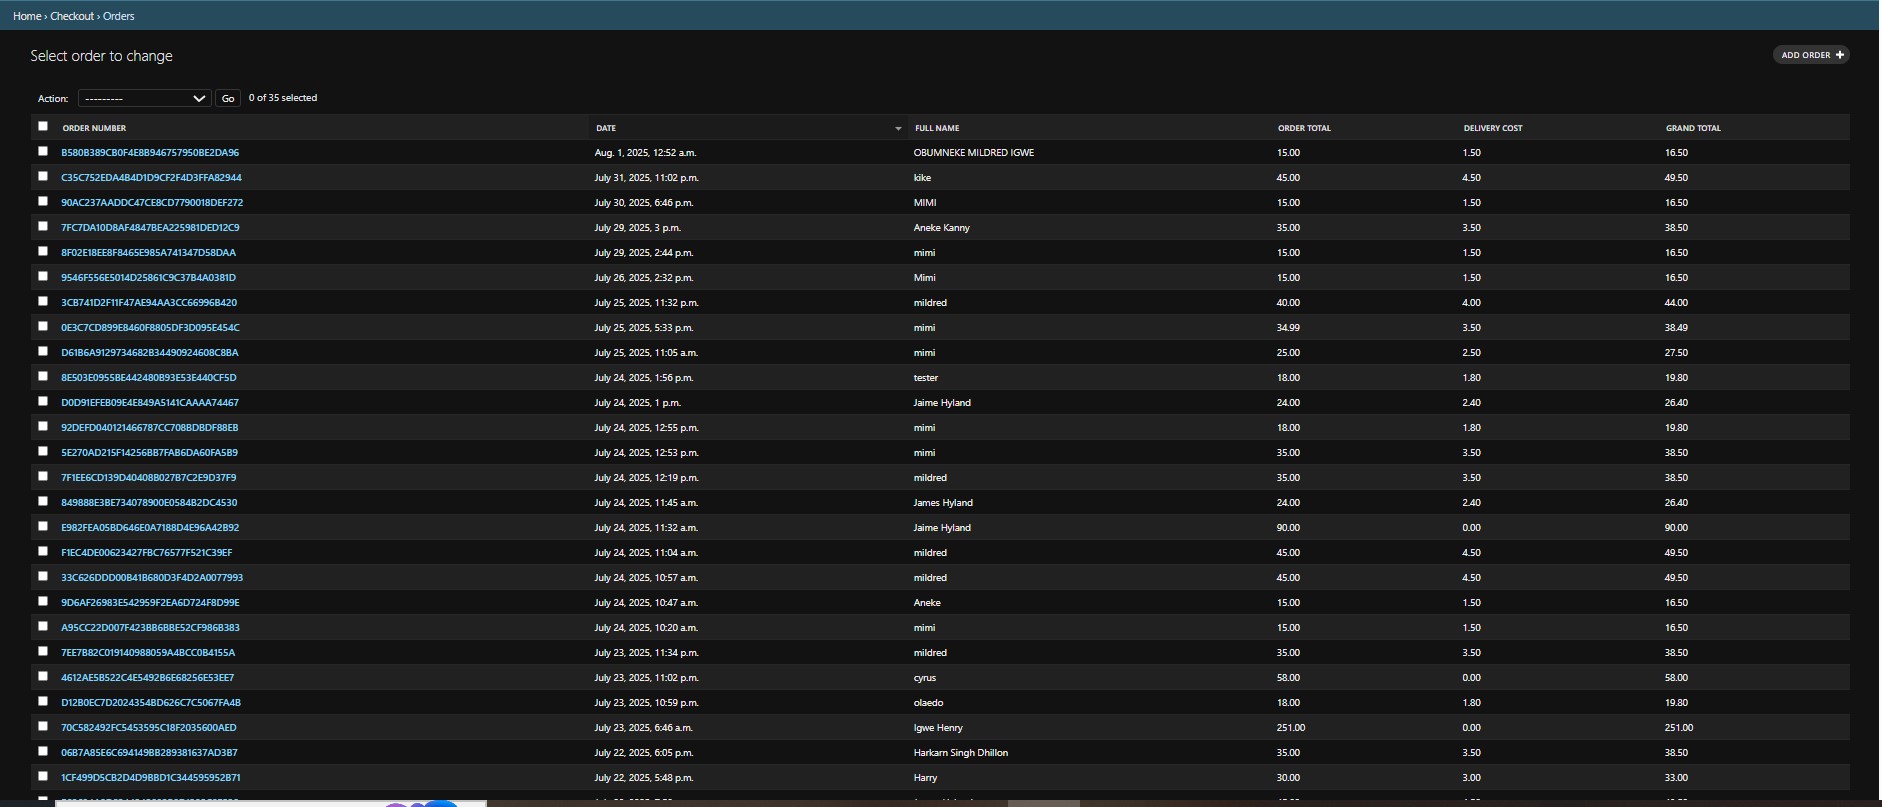 Home › Checkout › Orders
Select order to change
ADD ORDER +
Action: --------- Go 0 of 35 selected
ORDER NUMBER DATE FULL NAME ORDER TOTAL DELIVERY COST GRAND TOTAL
B580B389CB0F4E8B946757950BE2DA96 Aug. 1, 2025, 12:52 a.m. OBUMNEKE MILDRED IGWE 15.00 1.50 16.50
C35C752EDA4B4D1D9CF2F4D3FFA82944 July 31, 2025, 11:02 p.m. kike 45.00 4.50 49.50
90AC237AADDC47CE8CD7790018DEF272 July 30, 2025, 6:46 p.m. MIMI 15.00 1.50 16.50
7FC7DA10D8AF4847BEA225981DED12C9 July 29, 2025, 3 p.m. Aneke Kanny 35.00 3.50 38.50
8F02E18EE8F8465E985A741347D58DAA July 29, 2025, 2:44 p.m. mimi 15.00 1.50 16.50
9546F556E5014D25861C9C37B4A0381D July 26, 2025, 2:32 p.m. Mimi 15.00 1.50 16.50
3CB741D2F11F47AE94AA3CC66996B420 July 25, 2025, 11:32 p.m. mildred 40.00 4.00 44.00
0E3C7CD899E8460F8805DF3D095E454C July 25, 2025, 5:33 p.m. mimi 34.99 3.50 38.49
D61B6A9129734682B34490924608C8BA July 25, 2025, 11:05 a.m. mimi 25.00 2.50 27.50
8E503E0955BE442480B93E53E440CF5D July 24, 2025, 1:56 p.m. tester 18.00 1.80 19.80
D0D91EFEB09E4E849A5141CAAAA74467 July 24, 2025, 1 p.m. Jaime Hyland 24.00 2.40 26.40
92DEFD040121466787CC708BDBDF88EB July 24, 2025, 12:55 p.m. mimi 18.00 1.80 19.80
5E270AD215F14256BB7FAB6DA60FA5B9 July 24, 2025, 12:53 p.m. mimi 35.00 3.50 38.50
7F1EE6CD139D40408B027B7C2E9D37F9 July 24, 2025, 12:19 p.m. mildred 35.00 3.50 38.50
849888E3BE734078900E0584B2DC4530 July 24, 2025, 11:45 a.m. James Hyland 24.00 2.40 26.40
E982FEA05BD646E0A7188D4E96A42B92 July 24, 2025, 11:32 a.m. Jaime Hyland 90.00 0.00 90.00
F1EC4DE00623427FBC76577F521C39EF July 24, 2025, 11:04 a.m. mildred 45.00 4.50 49.50
33C626DDD00B41B680D3F4D2A0077993 July 24, 2025, 10:57 a.m. mildred 45.00 4.50 49.50
9D6AF26983E542959F2EA6D724F8D99E July 24, 2025, 10:47 a.m. Aneke 15.00 1.50 16.50
A95CC22D007F423BB6BBE52CF986B383 July 24, 2025, 10:20 a.m. mimi 15.00 1.50 16.50
7EE7B82C019140988059A4BCC0B4155A July 23, 2025, 11:34 p.m. mildred 35.00 3.50 38.50
4612AE5B522C4E5492B6E68256E53EE7 July 23, 2025, 11:02 p.m. cyrus 58.00 0.00 58.00
D12B0EC7D2024354BD626C7C5067FA4B July 23, 2025, 10:59 p.m. olaedo 18.00 1.80 19.80
70C582492FC5453595C18F2035600AED July 23, 2025, 6:46 a.m. Igwe Henry 251.00 0.00 251.00
06B7A85E6C694149BB289381637AD3B7 July 22, 2025, 6:05 p.m. Harkarn Singh Dhillon 35.00 3.50 38.50
1CF499D5CB2D4D9BBD1C344595952B71 July 22, 2025, 5:48 p.m. Harry 30.00 3.00 33.00